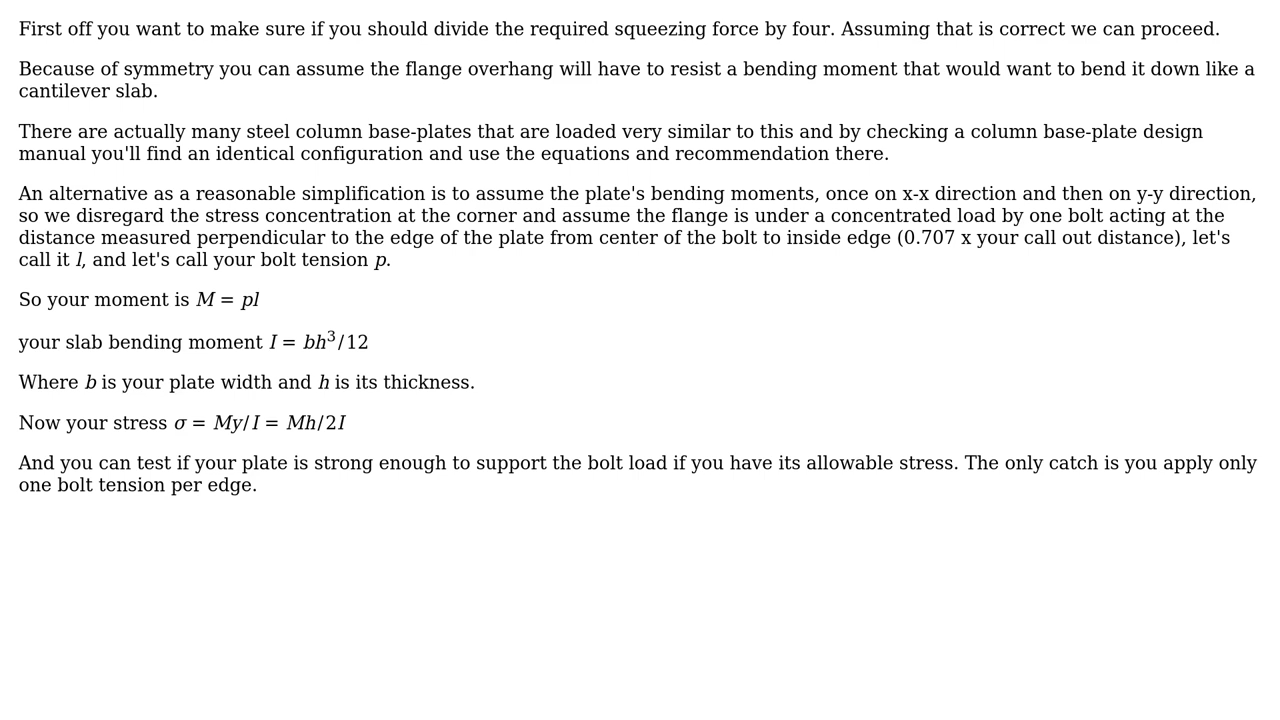 First off you want to make sure if you should divide the required squeezing force by four. Assuming that is correct we can proceed.
Because of symmetry you can assume the flange overhang will have to resist a bending moment that would want to bend it down like a
cantilever slab.
There are actually many steel column base-plates that are loaded very similar to this and by checking a column base-plate design
manual you'll find an identical configuration and use the equations and recommendation there.
An alternative as a reasonable simplification is to assume the plate's bending moments, once on x-x direction and then on y-y direction,
so we disregard the stress concentration at the corner and assume the flange is under a concentrated load by one bolt acting at the
distance measured perpendicular to the edge of the plate from center of the bolt to inside edge (0.707 x your call out distance), let's
call it l, and let's call your bolt tension p.
So your moment is M = pl
your slab bending moment I = bh³/12
Where b is your plate width and h is its thickness.
Now your stress σ = My/I = Mh/2I
And you can test if your plate is strong enough to support the bolt load if you have its allowable stress. The only catch is you apply only
one bolt tension per edge.